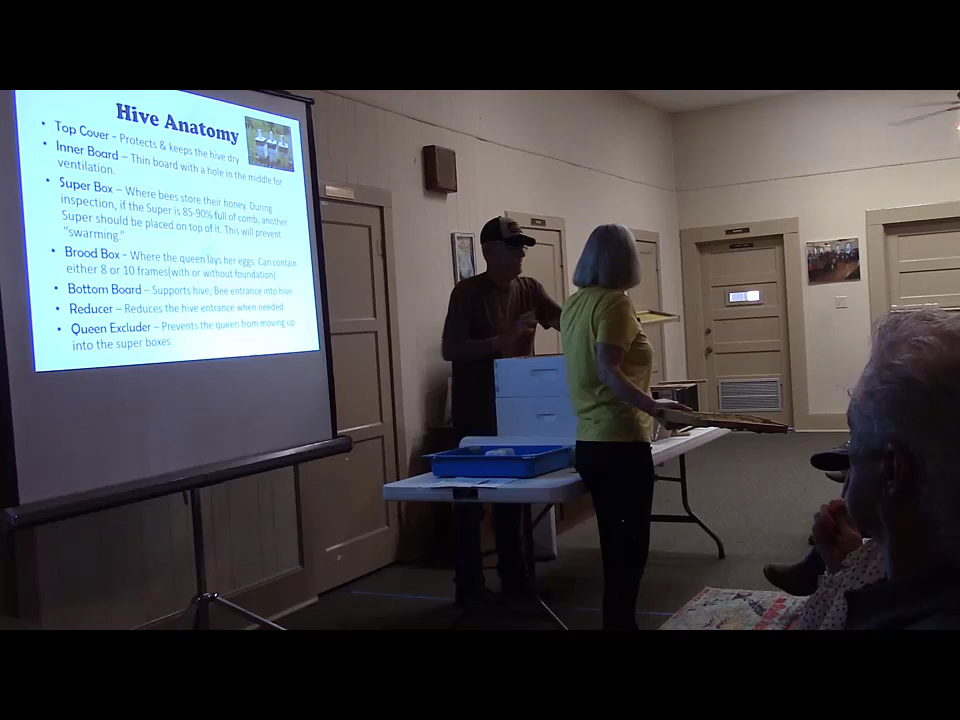 Hive Anatomy
• Top Cover - Protects & keeps the hive dry
• Inner Board – Thin board with a hole in the middle for
ventilation.
• Super Box – Where bees store their honey. During
inspection, if the Super is 85-90% full of comb, another
Super should be placed on top of it. This will prevent
"swarming."
• Brood Box - Where the queen lays her eggs. Can contain
either 8 or 10 frames(with or without foundation)
• Bottom Board – Supports hive, Bee entrance into hive
• Reducer – Reduces the hive entrance when needed
• Queen Excluder – Prevents the queen from moving up
into the super boxes.